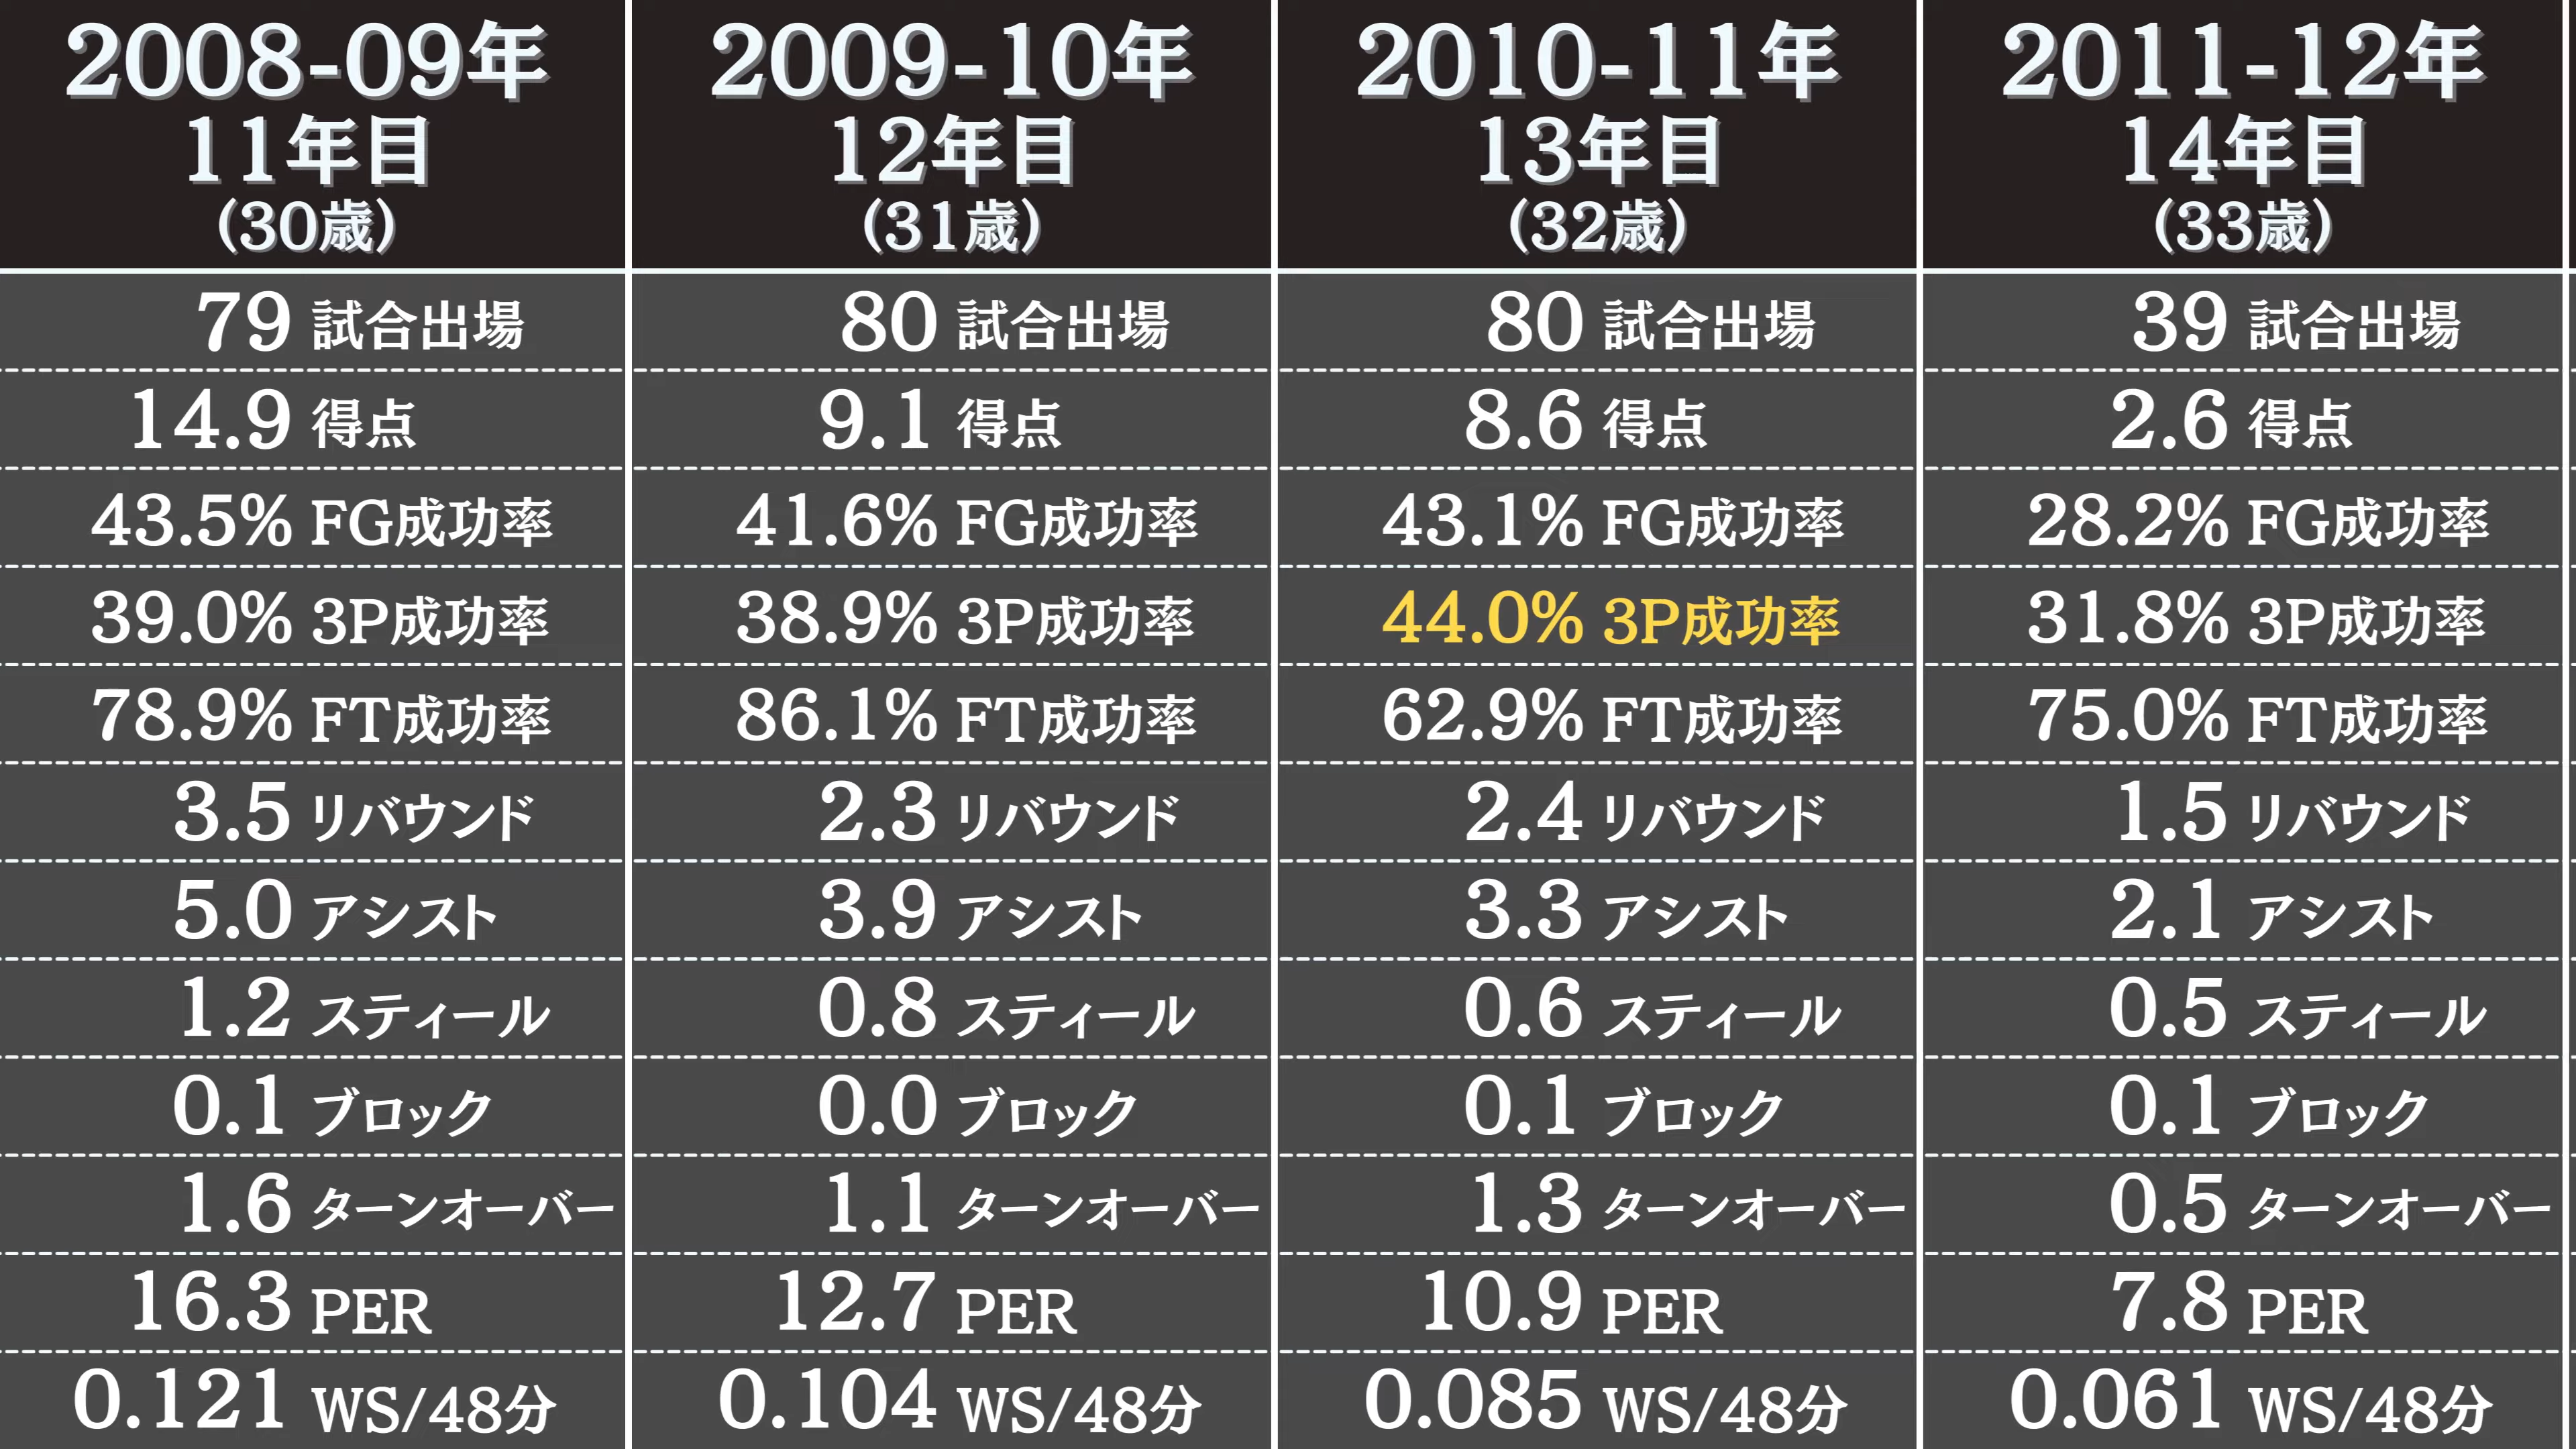 2008-09年
11年目
(30歳)
79 試合出場
14.9 得点
43.5% FG成功率
39.0% 3P成功率
78.9% FT成功率
3.5 リバウンド
5.0 アシスト
1.2 スティール
0.1 ブロック
1.6 ターンオーバー
16.3 PER
0.121 WS/48分
2009-10年
12年目
(31歳)
80 試合出場
9.1 得点
41.6% FG成功率
38.9% 3P成功率
86.1% FT成功率
2.3 リバウンド
3.9 アシスト
0.8 スティール
0.0 ブロック
1.1 ターンオーバー
12.7 PER
0.104 WS/48分
2010-11年
13年目
(32歳)
80 試合出場
8.6 得点
43.1% FG成功率
44.0% 3P成功率
62.9% FT成功率
2.4 リバウンド
3.3 アシスト
0.6 スティール
0.1 ブロック
1.3 ターンオーバー
10.9 PER
0.085 WS/48分
2011-12年
14年目
(33歳)
39 試合出場
2.6 得点
28.2% FG成功率
31.8% 3P成功率
75.0% FT成功率
1.5 リバウンド
2.1 アシスト
0.5 スティール
0.1 ブロック
0.5 ターンオーバー
7.8 PER
0.061 WS/48分